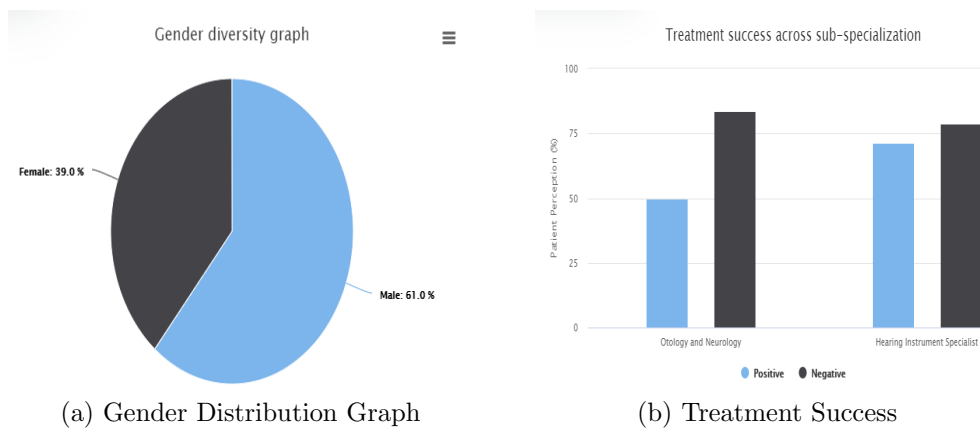 Gender diversity graph
Female: 39.0 %
Male: 61.0 %
(a) Gender Distribution Graph
Treatment success across sub-specialization
Patient Perception (%)
100
75
50
25
0
Otology and Neurology
Hearing Instrument Specialist
Positive
Negative
(b) Treatment Success